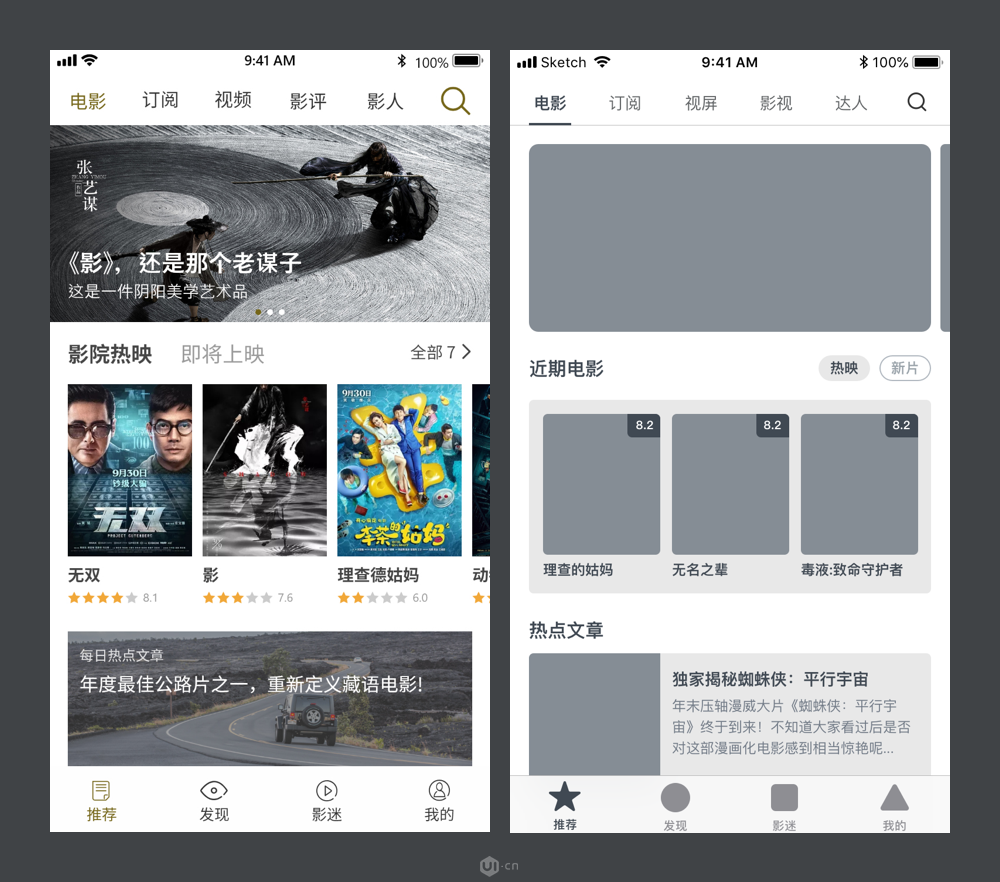 9:41 AM
100%
电影
订阅
视频
影评
影人
张艺谋
ZHANG YIMOU
《影》，还是那个老谋子
这是一件阴阳美学艺术品
影院热映
即将上映
全部 7
9月30日
钞级大骗
无双
PROJECT GUTENBERG
9月30日
李茶的姑妈
无双
影
理查德姑妈
动
8.1
7.6
6.0
每日热点文章
年度最佳公路片之一，重新定义藏语电影!
推荐
发现
影迷
我的
Sketch
9:41 AM
100%
电影
订阅
视屏
影视
达人
近期电影
热映
新片
8.2
8.2
8.2
理查的姑妈
无名之辈
毒液:致命守护者
热点文章
独家揭秘蜘蛛侠：平行宇宙
年末压轴漫威大片《蜘蛛侠：平行宇
宙》终于到来！不知道大家看过后是否
对这部漫画化电影感到相当惊艳呢...
推荐
发现
影迷
我的
UI·cn